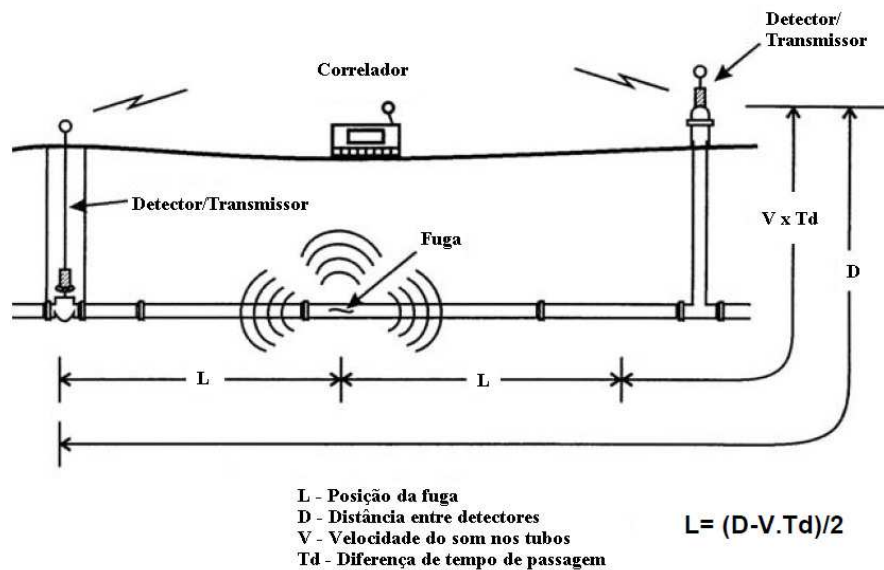 Detector/
Transmissor
Correlador
Detector/Transmissor
Fuga
V x Td
D
L
L
L - Posição da fuga
D - Distância entre detectores
V - Velocidade do som nos tubos
Td - Diferença de tempo de passagem
L= (D-V.Td)/2